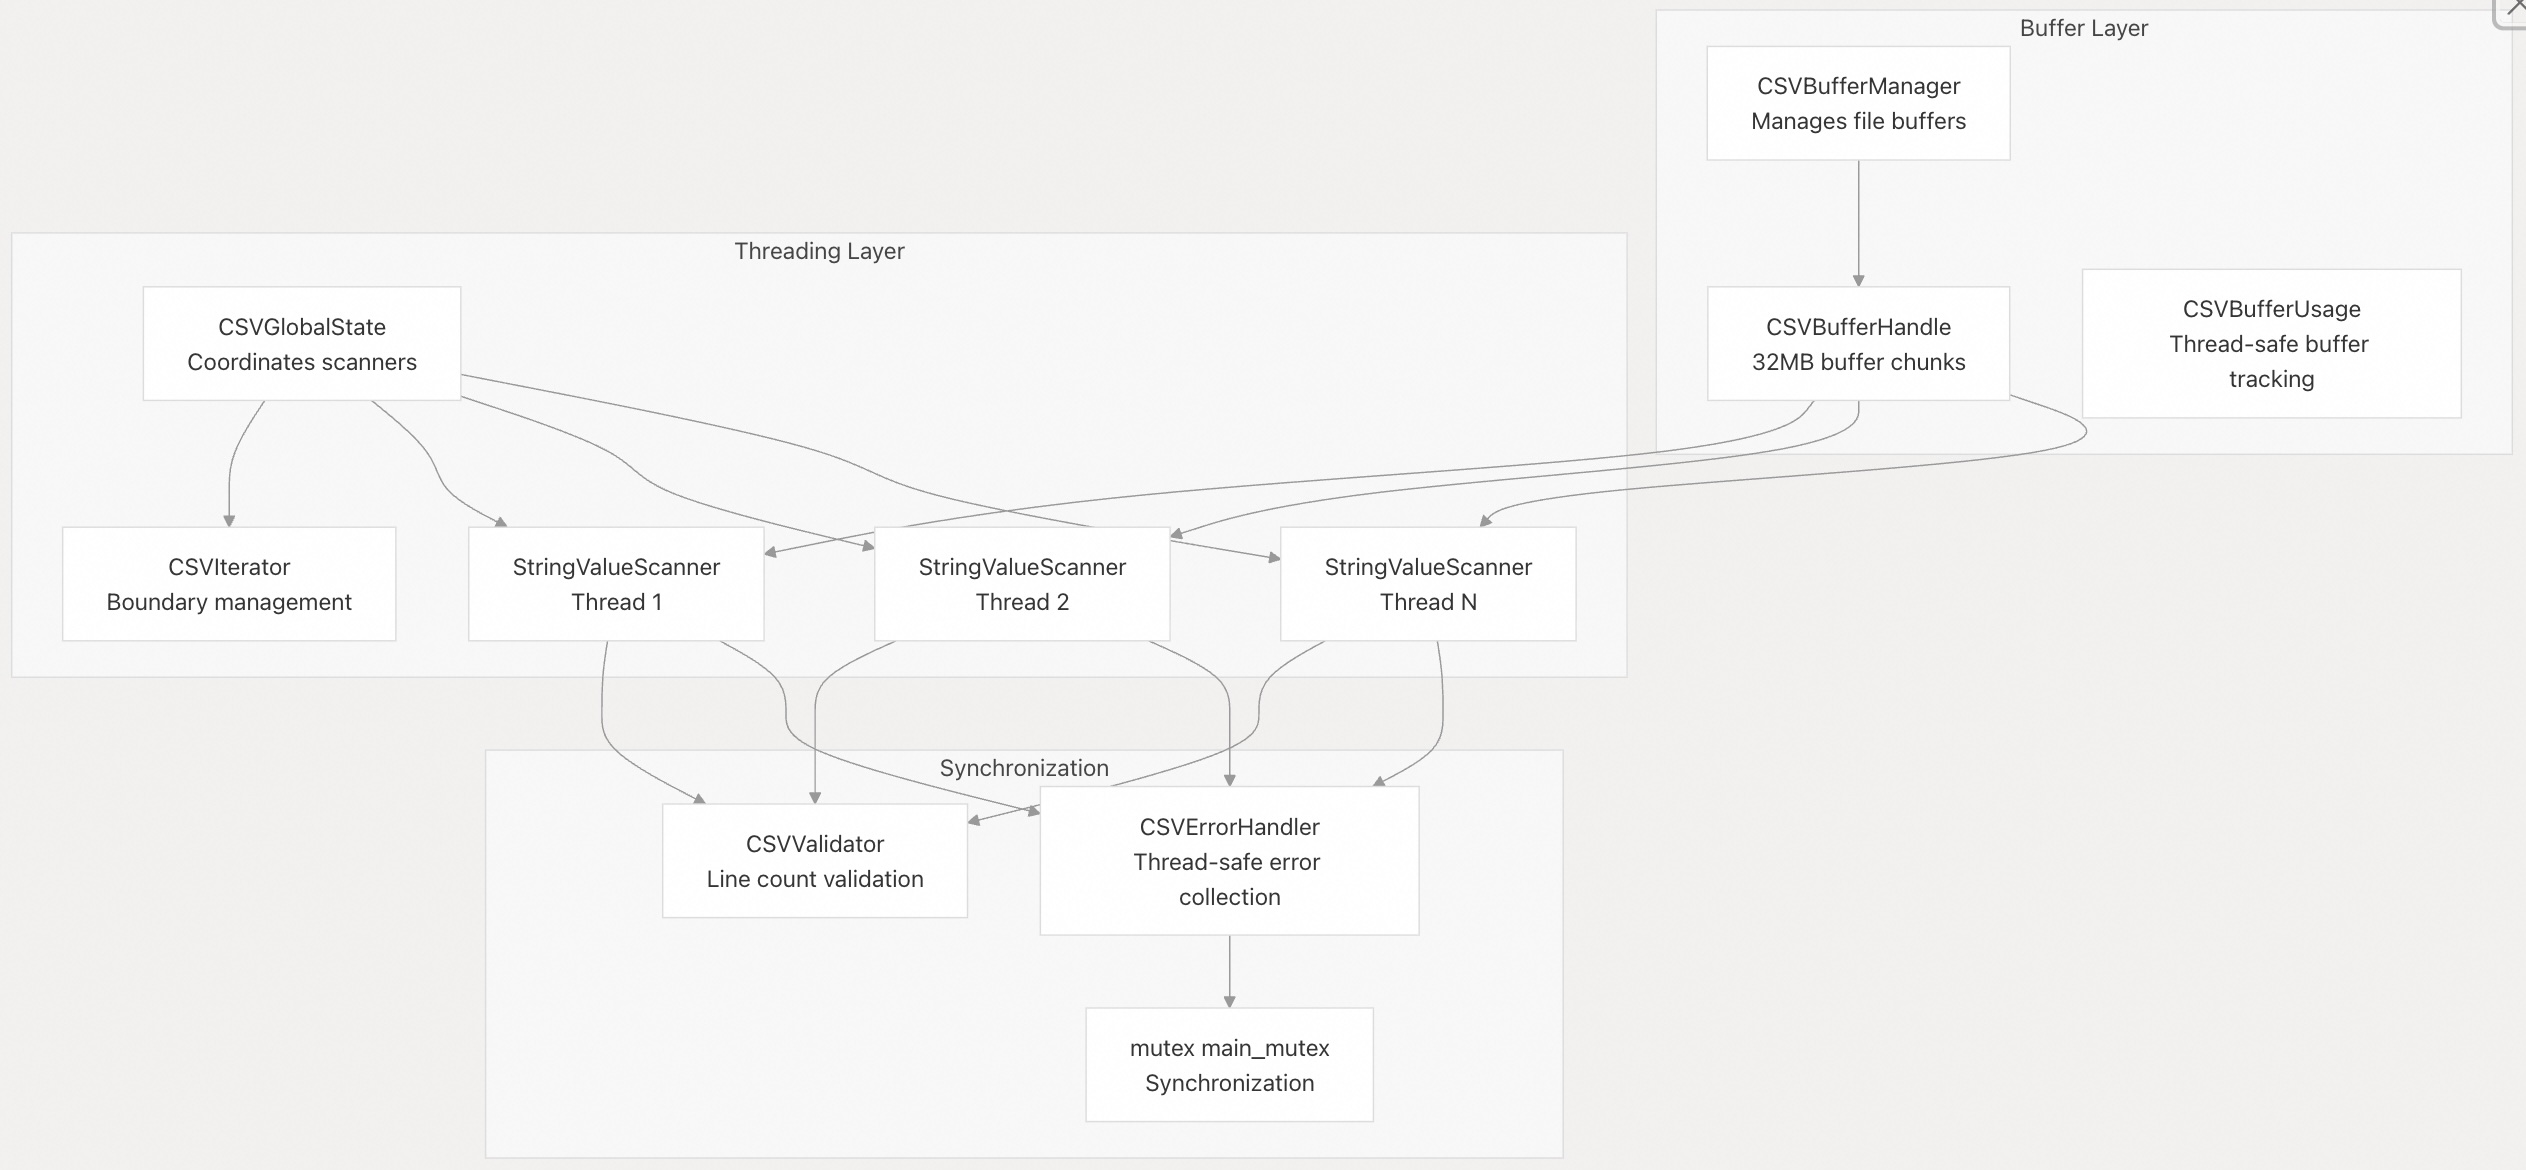 Buffer Layer
CSVBufferManager
Manages file buffers
Threading Layer
CSVGlobalState
Coordinates scanners
CSVBufferHandle
32MB buffer chunks
CSVBufferUsage
Thread-safe buffer
tracking
CSVIterator
Boundary management
StringValueScanner
Thread 1
StringValueScanner
Thread 2
StringValueScanner
Thread N
Synchronization
CSVValidator
Line count validation
CSVErrorHandler
Thread-safe error
collection
mutex main_mutex
Synchronization